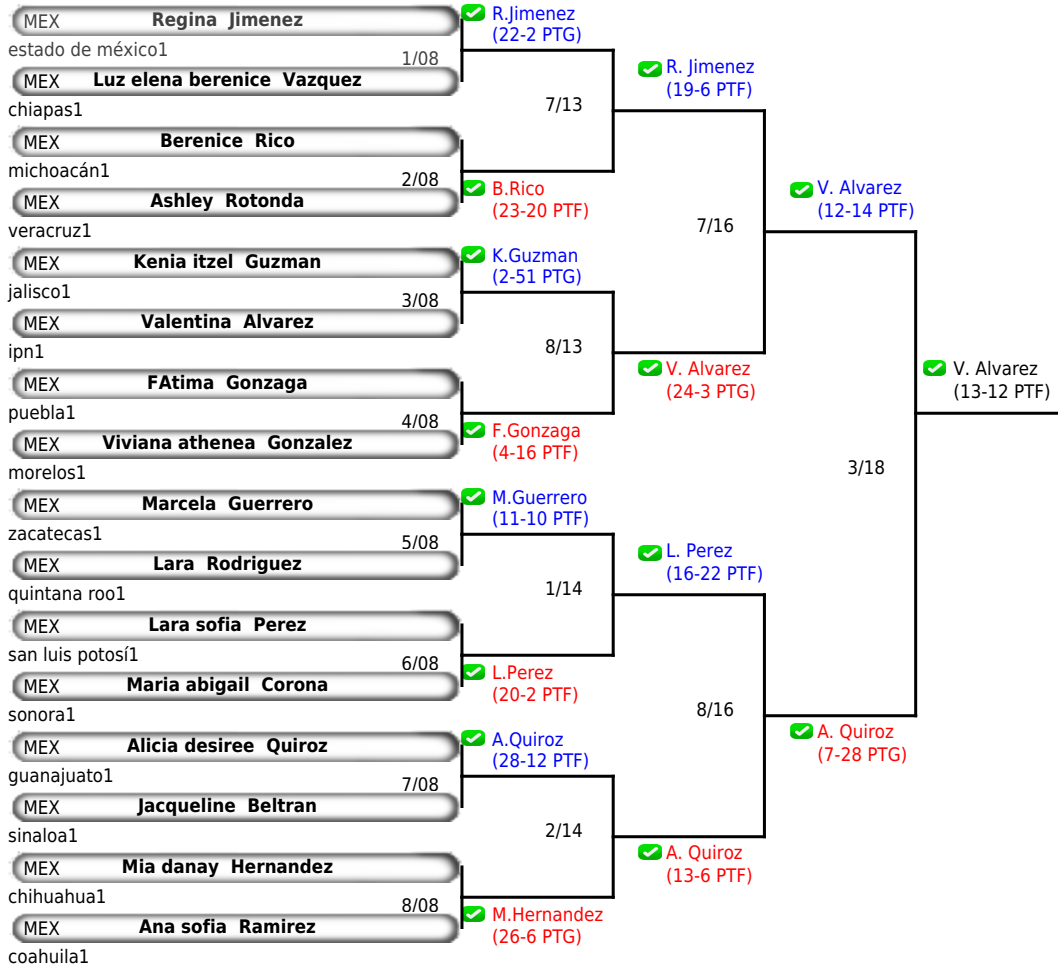 MEX Regina Jimenez
estado de méxico1
1/08
MEX Luz elena berenice Vazquez
chiapas1
MEX Berenice Rico
michoacán1
2/08
MEX Ashley Rotonda
veracruz1
MEX Kenia itzel Guzman
jalisco1
3/08
MEX Valentina Alvarez
ipn1
MEX FAtima Gonzaga
puebla1
4/08
MEX Viviana athenea Gonzalez
morelos1
MEX Marcela Guerrero
zacatecas1
5/08
MEX Lara Rodriguez
quintana roo1
MEX Lara sofia Perez
san luis potosí1
6/08
MEX Maria abigail Corona
sonora1
MEX Alicia desiree Quiroz
guanajuato1
7/08
MEX Jacqueline Beltran
sinaloa1
MEX Mia danay Hernandez
chihuahua1
8/08
MEX Ana sofia Ramirez
coahuila1
R.Jimenez
(22-2 PTG)
7/13
B.Rico
(23-20 PTF)
K.Guzman
(2-51 PTG)
8/13
F.Gonzaga
(4-16 PTF)
M.Guerrero
(11-10 PTF)
1/14
L.Perez
(20-2 PTF)
A.Quiroz
(28-12 PTF)
2/14
M.Hernandez
(26-6 PTG)
R. Jimenez
(19-6 PTF)
7/16
V. Alvarez
(24-3 PTG)
L. Perez
(16-22 PTF)
8/16
A. Quiroz
(13-6 PTF)
V. Alvarez
(12-14 PTF)
3/18
A. Quiroz
(7-28 PTG)
V. Alvarez
(13-12 PTF)